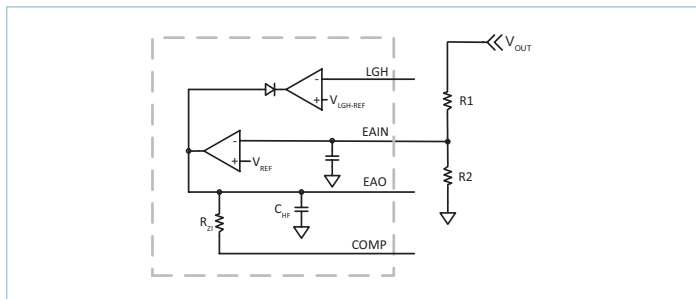 V_OUT
LGH
R1
-
+
V_LGH-REF
EAIN
-
+
V_REF
R2
EAO
C_HF
R_ZI
COMP